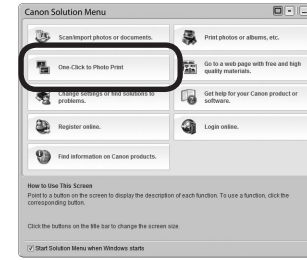 Canon Solution Menu
Scan/Import photos or documents.
Print photos or albums, etc.
One-Click to Photo Print
Go to a web page with free and high
quality materials.
Change settings or find solutions to
problems.
Get help for your Canon product or
software.
Register online.
Login online.
Find information on Canon products.
How to Use This Screen
Point to a button on the screen to display the description of each function. To use a function, click the
corresponding button.
Click the buttons on the title bar to change the screen size.
Start Solution Menu when Windows starts